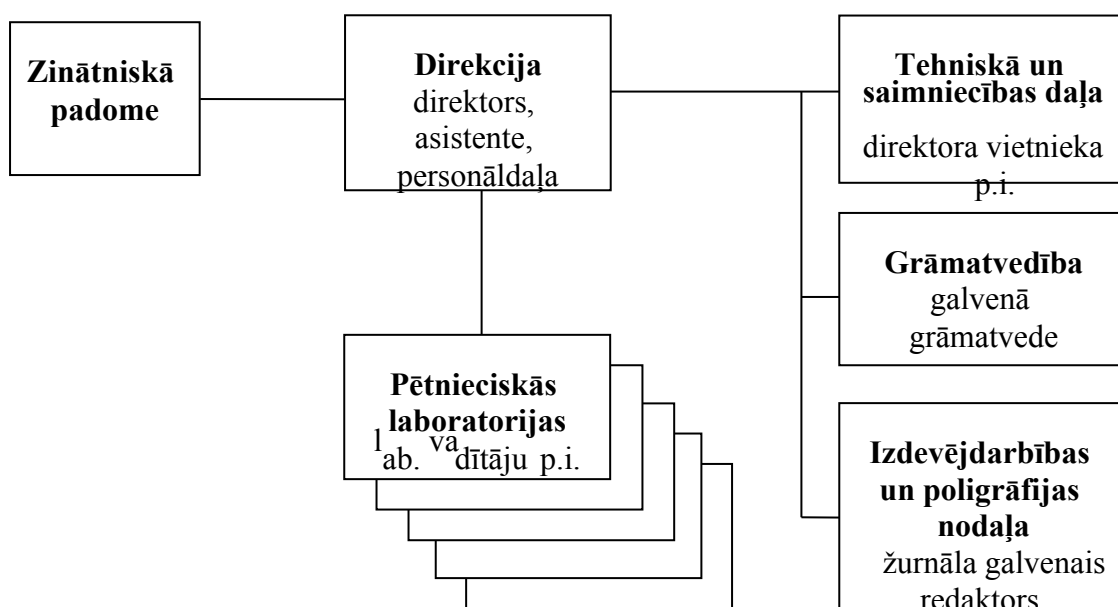 Zinātniskā
padome
Direkcija
direktors,
asistente,
personāldaļa
Tehniskā un
saimniecības daļa
direktora vietnieka
p.i.
Grāmatvedība
galvenā
grāmatvede
Pētnieciskās
laboratorijas
lab. vadītāju p.i.
Izdevējdarbības
un poligrāfijas
nodaļa
žurnāla galvenais
redaktors